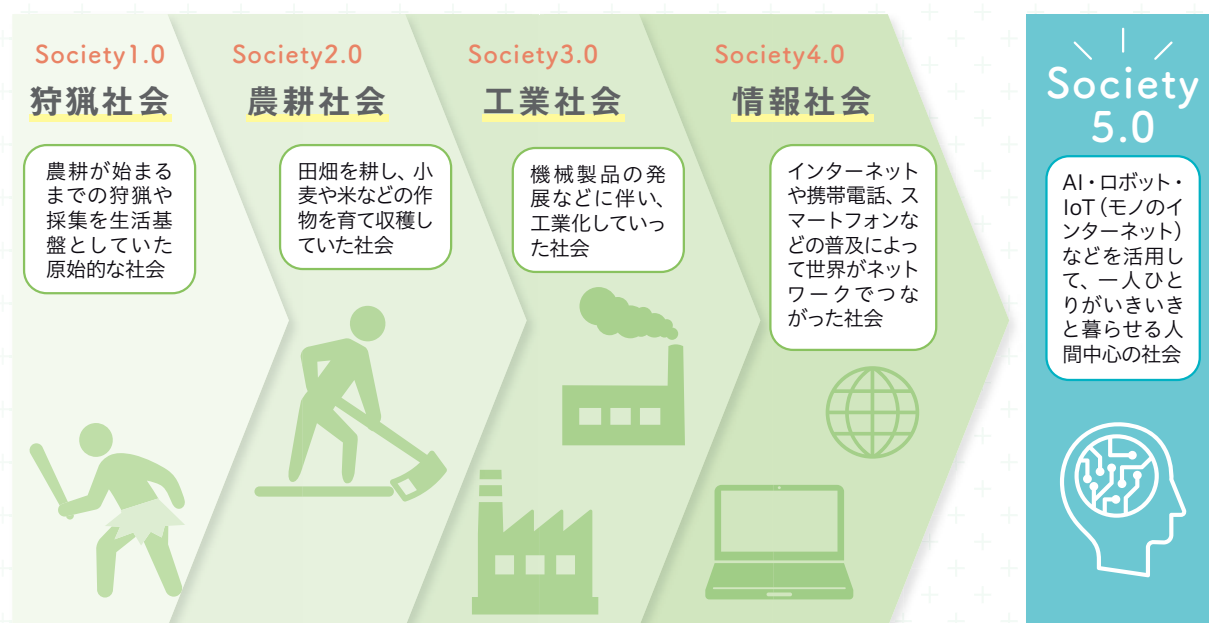 Society1.0
狩猟社会
農耕が始まる
までの狩猟や
採集を生活基
盤としていた
原始的な社会
Society2.0
農耕社会
田畑を耕し、小
麦や米などの作
物を育て収穫し
ていた社会
Society3.0
工業社会
機械製品の発
展などに伴い、
工業化していっ
た社会
Society4.0
情報社会
インターネット
や携帯電話、ス
マートフォンな
どの普及によっ
て世界がネット
ワークでつな
がった社会
Society
5.0
AI・ロボット・
IoT（モノのイ
ンターネット）
などを活用し
て、一人ひと
りがいきいき
と暮らせる人
間中心の社会